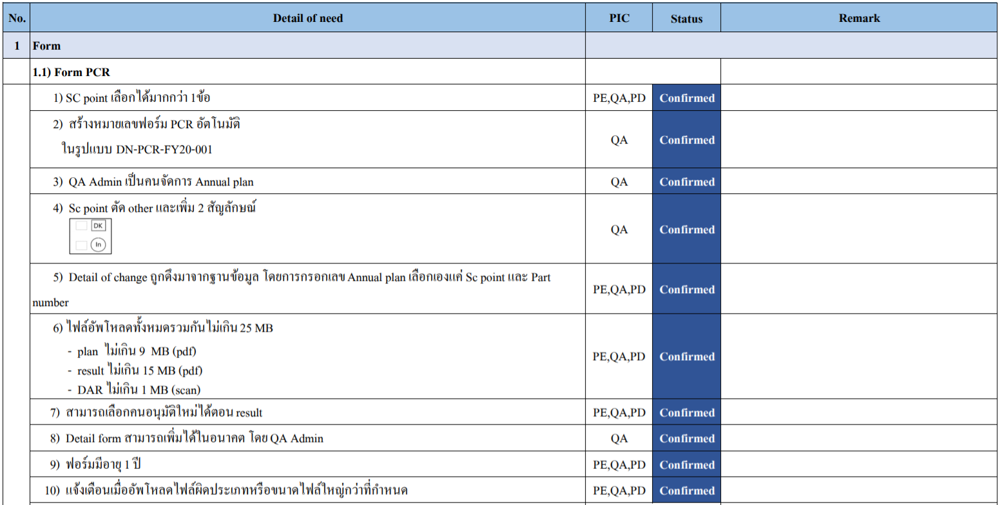 No. Detail of need PIC Status Remark
1 Form
1.1) Form PCR
1) SC point เลือกได้มากกว่า 1ข้อ PE,QA,PD Confirmed
2) สร้างหมายเลขฟอร์ม PCR อัตโนมัติ
ในรูปแบบ DN-PCR-FY20-001 QA Confirmed
3) QA Admin เป็นคนจัดการ Annual plan QA Confirmed
4) Sc point ตัด other และเพิ่ม 2 สัญลักษณ์
DK
In
QA Confirmed
5) Detail of change ถูกดึงมาจากฐานข้อมูล โดยการกรอกเลข Annual plan เลือกเองแค่ Sc point และ Part
number PE,QA,PD Confirmed
6) ไฟล์อัพโหลดทั้งหมดรวมกันไม่เกิน 25 MB
- plan ไม่เกิน 9 MB (pdf)
- result ไม่เกิน 15 MB (pdf)
- DAR ไม่เกิน 1 MB (scan)
PE,QA,PD Confirmed
7) สามารถเลือกคนอนุมัติใหม่ได้ตอน result PE,QA,PD Confirmed
8) Detail form สามารถเพิ่มได้ในอนาคต โดย QA Admin QA Confirmed
9) ฟอร์มมีอายุ 1 ปี PE,QA,PD Confirmed
10) แจ้งเตือนเมื่ออัพโหลดไฟล์ผิดประเภทหรือขนาดไฟล์ใหญ่กว่าที่กำหนด PE,QA,PD Confirmed